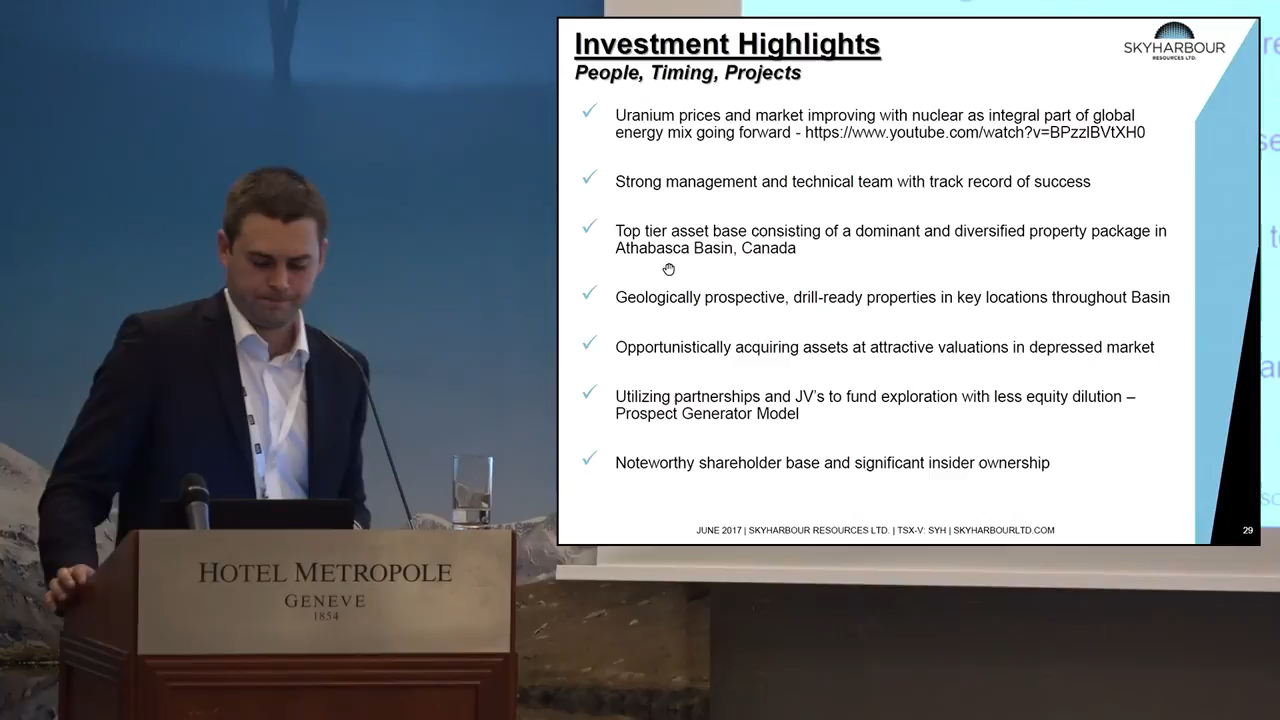 Investment Highlights
People, Timing, Projects
SKYHARBOUR
RESOURCES LTD.
Uranium prices and market improving with nuclear as integral part of global
energy mix going forward - https://www.youtube.com/watch?v=BPzzlBVtXH0
Strong management and technical team with track record of success
Top tier asset base consisting of a dominant and diversified property package in
Athabasca Basin, Canada
Geologically prospective, drill-ready properties in key locations throughout Basin
Opportunistically acquiring assets at attractive valuations in depressed market
Utilizing partnerships and JV’s to fund exploration with less equity dilution –
Prospect Generator Model
Noteworthy shareholder base and significant insider ownership
JUNE 2017 | SKYHARBOUR RESOURCES LTD. | TSX-V: SYH | SKYHARBOURLTD.COM
29
HOTEL METROPOLE
GENEVE
1854